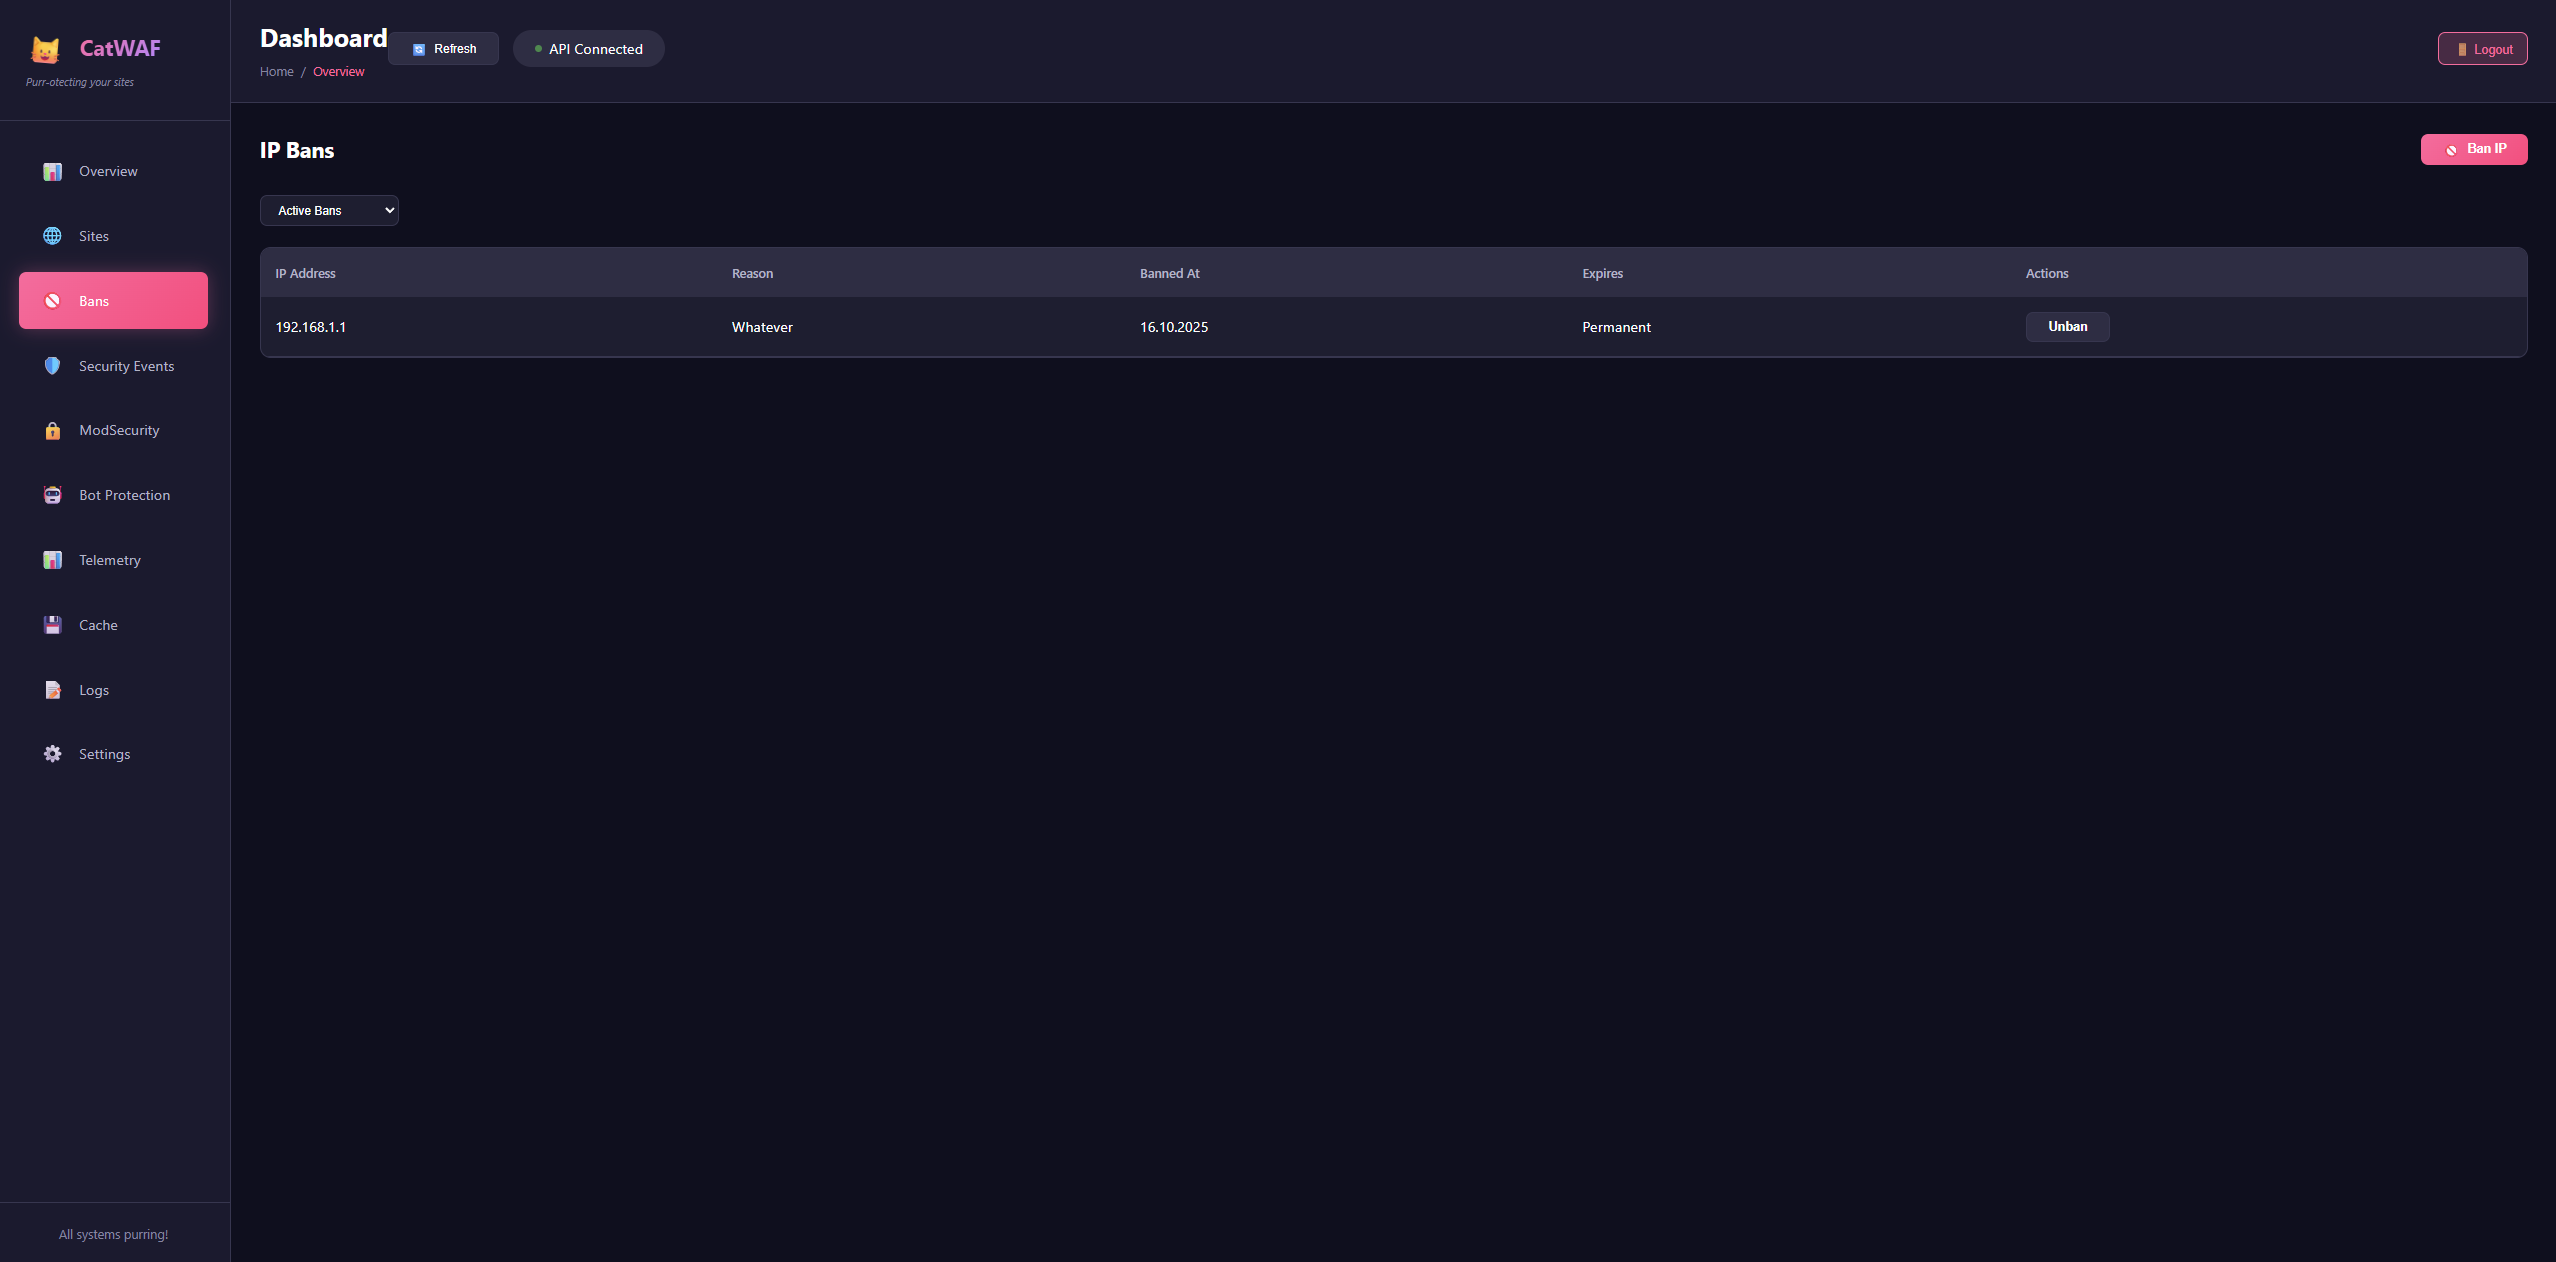 CatWAF
Purr-otecting your sites
Overview
Sites
Bans
Security Events
ModSecurity
Bot Protection
Telemetry
Cache
Logs
Settings
All systems purring!
Dashboard
Home / Overview
Refresh
API Connected
Logout
IP Bans
Ban IP
Active Bans
IP Address Reason Banned At Expires Actions
192.168.1.1 Whatever 16.10.2025 Permanent Unban